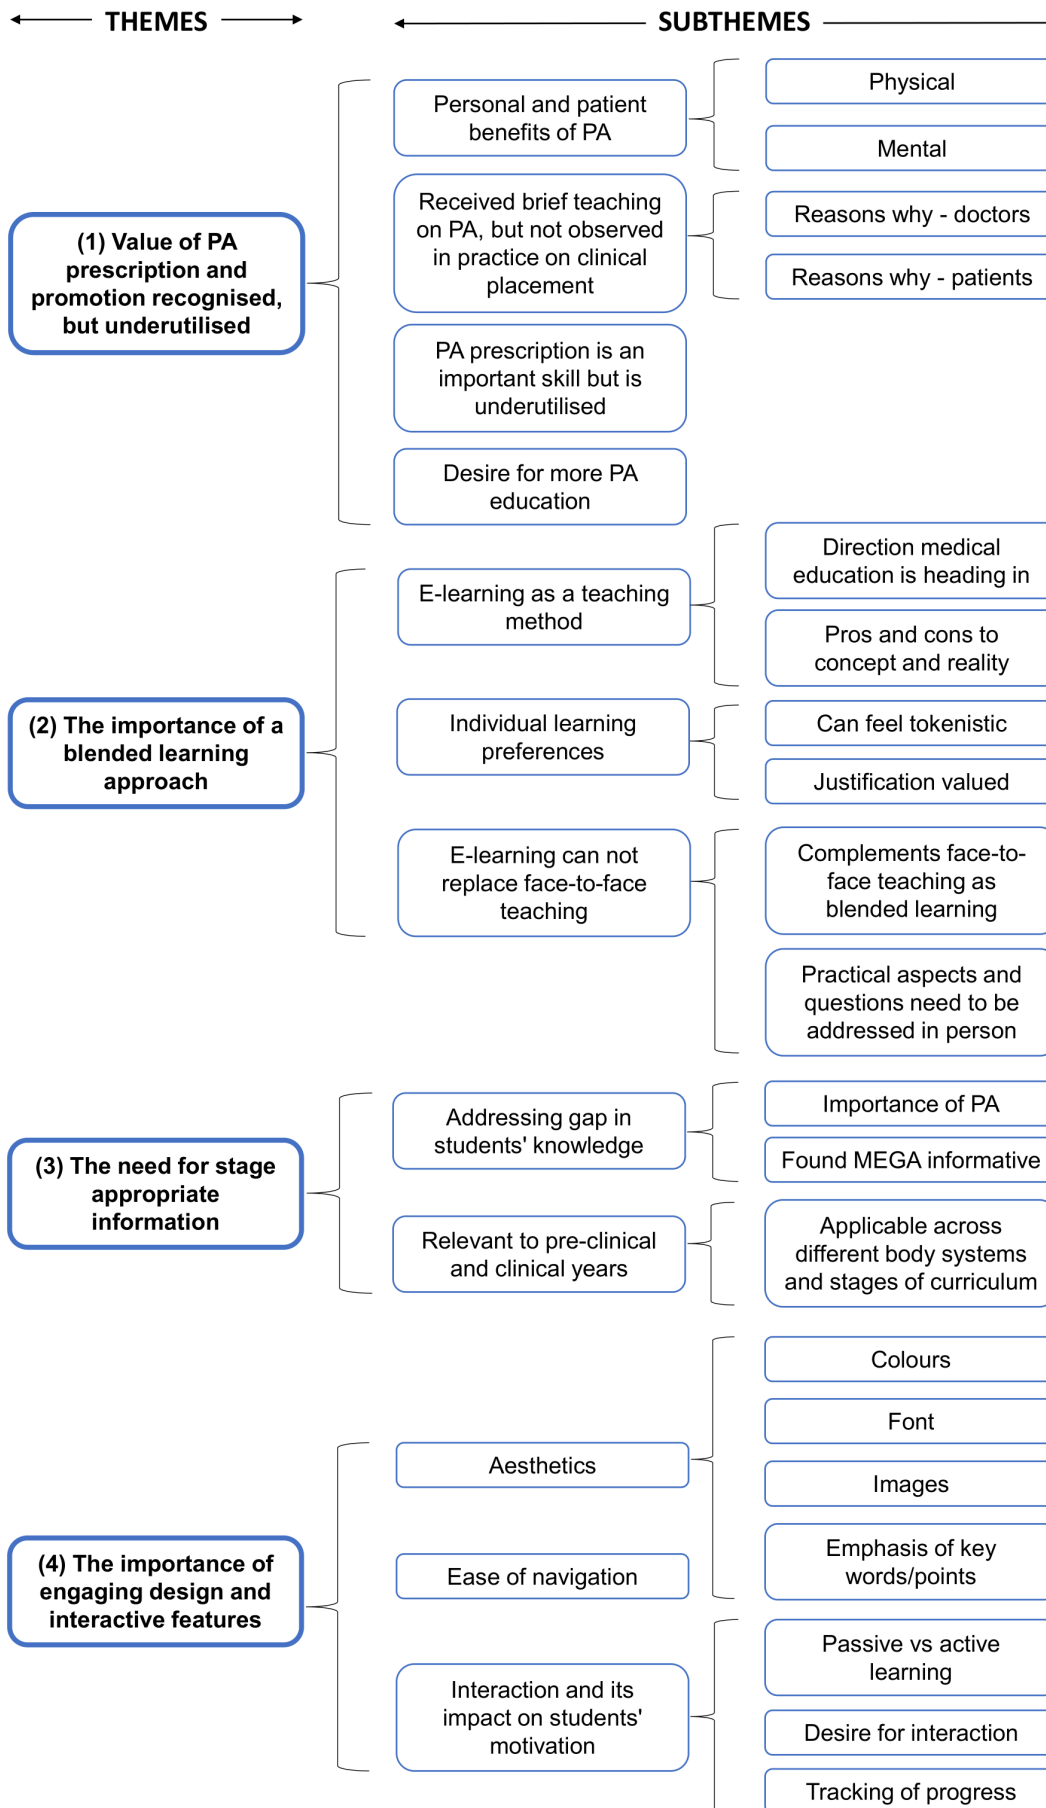 THEMES
SUBTHEMES
(1) Value of PA
prescription and
promotion recognised,
but underutilised
Personal and patient
benefits of PA
Physical
Mental
Received brief teaching
on PA, but not observed
in practice on clinical
placement
Reasons why - doctors
Reasons why - patients
PA prescription is an
important skill but is
underutilised
Desire for more PA
education
(2) The importance of a
blended learning
approach
E-learning as a teaching
method
Direction medical
education is heading in
Pros and cons to
concept and reality
Individual learning
preferences
Can feel tokenistic
Justification valued
E-learning can not
replace face-to-face
teaching
Complements face-to-
face teaching as
blended learning
Practical aspects and
questions need to be
addressed in person
(3) The need for stage
appropriate
information
Addressing gap in
students' knowledge
Importance of PA
Found MEGA informative
Relevant to pre-clinical
and clinical years
Applicable across
different body systems
and stages of curriculum
(4) The importance of
engaging design and
interactive features
Aesthetics
Colours
Font
Images
Emphasis of key
words/points
Ease of navigation
Interaction and its
impact on students'
motivation
Passive vs active
learning
Desire for interaction
Tracking of progress